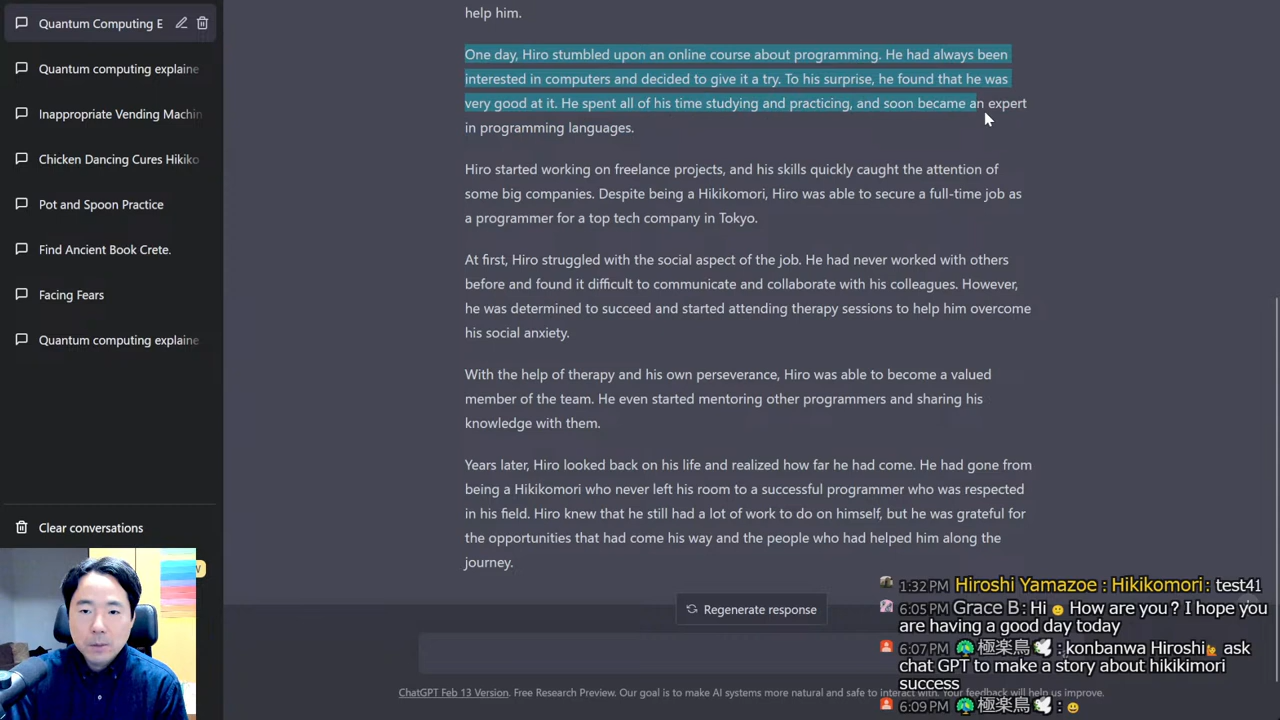 Quantum Computing E
Quantum computing explaine
Inappropriate Vending Machin
Chicken Dancing Cures Hikiko
Pot and Spoon Practice
Find Ancient Book Crete.
Facing Fears
Quantum computing explaine
Clear conversations
W
help him.
One day, Hiro stumbled upon an online course about programming. He had always been
interested in computers and decided to give it a try. To his surprise, he found that he was
very good at it. He spent all of his time studying and practicing, and soon became an expert
in programming languages.
Hiro started working on freelance projects, and his skills quickly caught the attention of
some big companies. Despite being a Hikikomori, Hiro was able to secure a full-time job as
a programmer for a top tech company in Tokyo.
At first, Hiro struggled with the social aspect of the job. He had never worked with others
before and found it difficult to communicate and collaborate with his colleagues. However,
he was determined to succeed and started attending therapy sessions to help him overcome
his social anxiety.
With the help of therapy and his own perseverance, Hiro was able to become a valued
member of the team. He even started mentoring other programmers and sharing his
knowledge with them.
Years later, Hiro looked back on his life and realized how far he had come. He had gone from
being a Hikikomori who never left his room to a successful programmer who was respected
in his field. Hiro knew that he still had a lot of work to do on himself, but he was grateful for
the opportunities that had come his way and the people who had helped him along the
journey.
Regenerate response
ChatGPT Feb 13 Version. Free Research Preview. Our goal is to make AI systems more natural and safe to interact with. Your feedback will help us improve.
1:32 PM Hiroshi Yamazoe : Hikikomori : test41
6:05 PM Grace B : Hi 🙂 How are you ? I hope you
are having a good day today
6:07 PM 🦚極楽鳥🕊 : konbanwa Hiroshi🙋 ask
chat GPT to make a story about hikikimori
success
6:09 PM 🦚極楽鳥🕊 : 😀